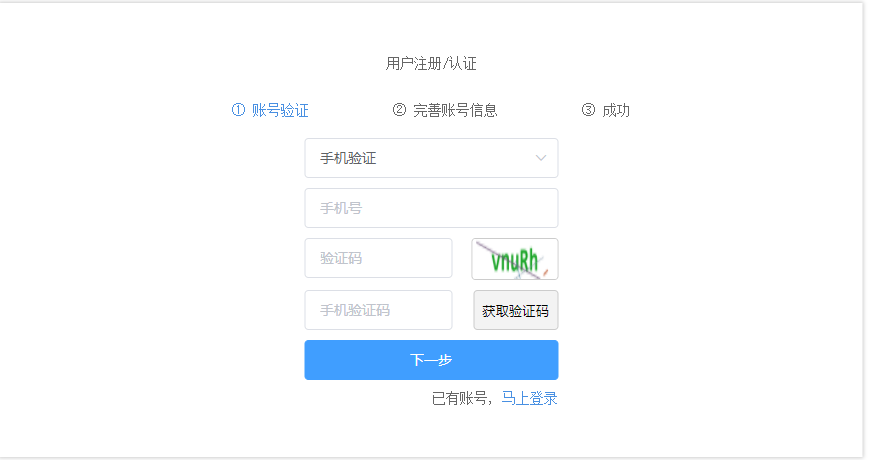 用户注册/认证
① 账号验证 ② 完善账号信息 ③ 成功
手机验证
手机号
验证码 vnuRh
手机验证码 获取验证码
下一步
已有账号，马上登录